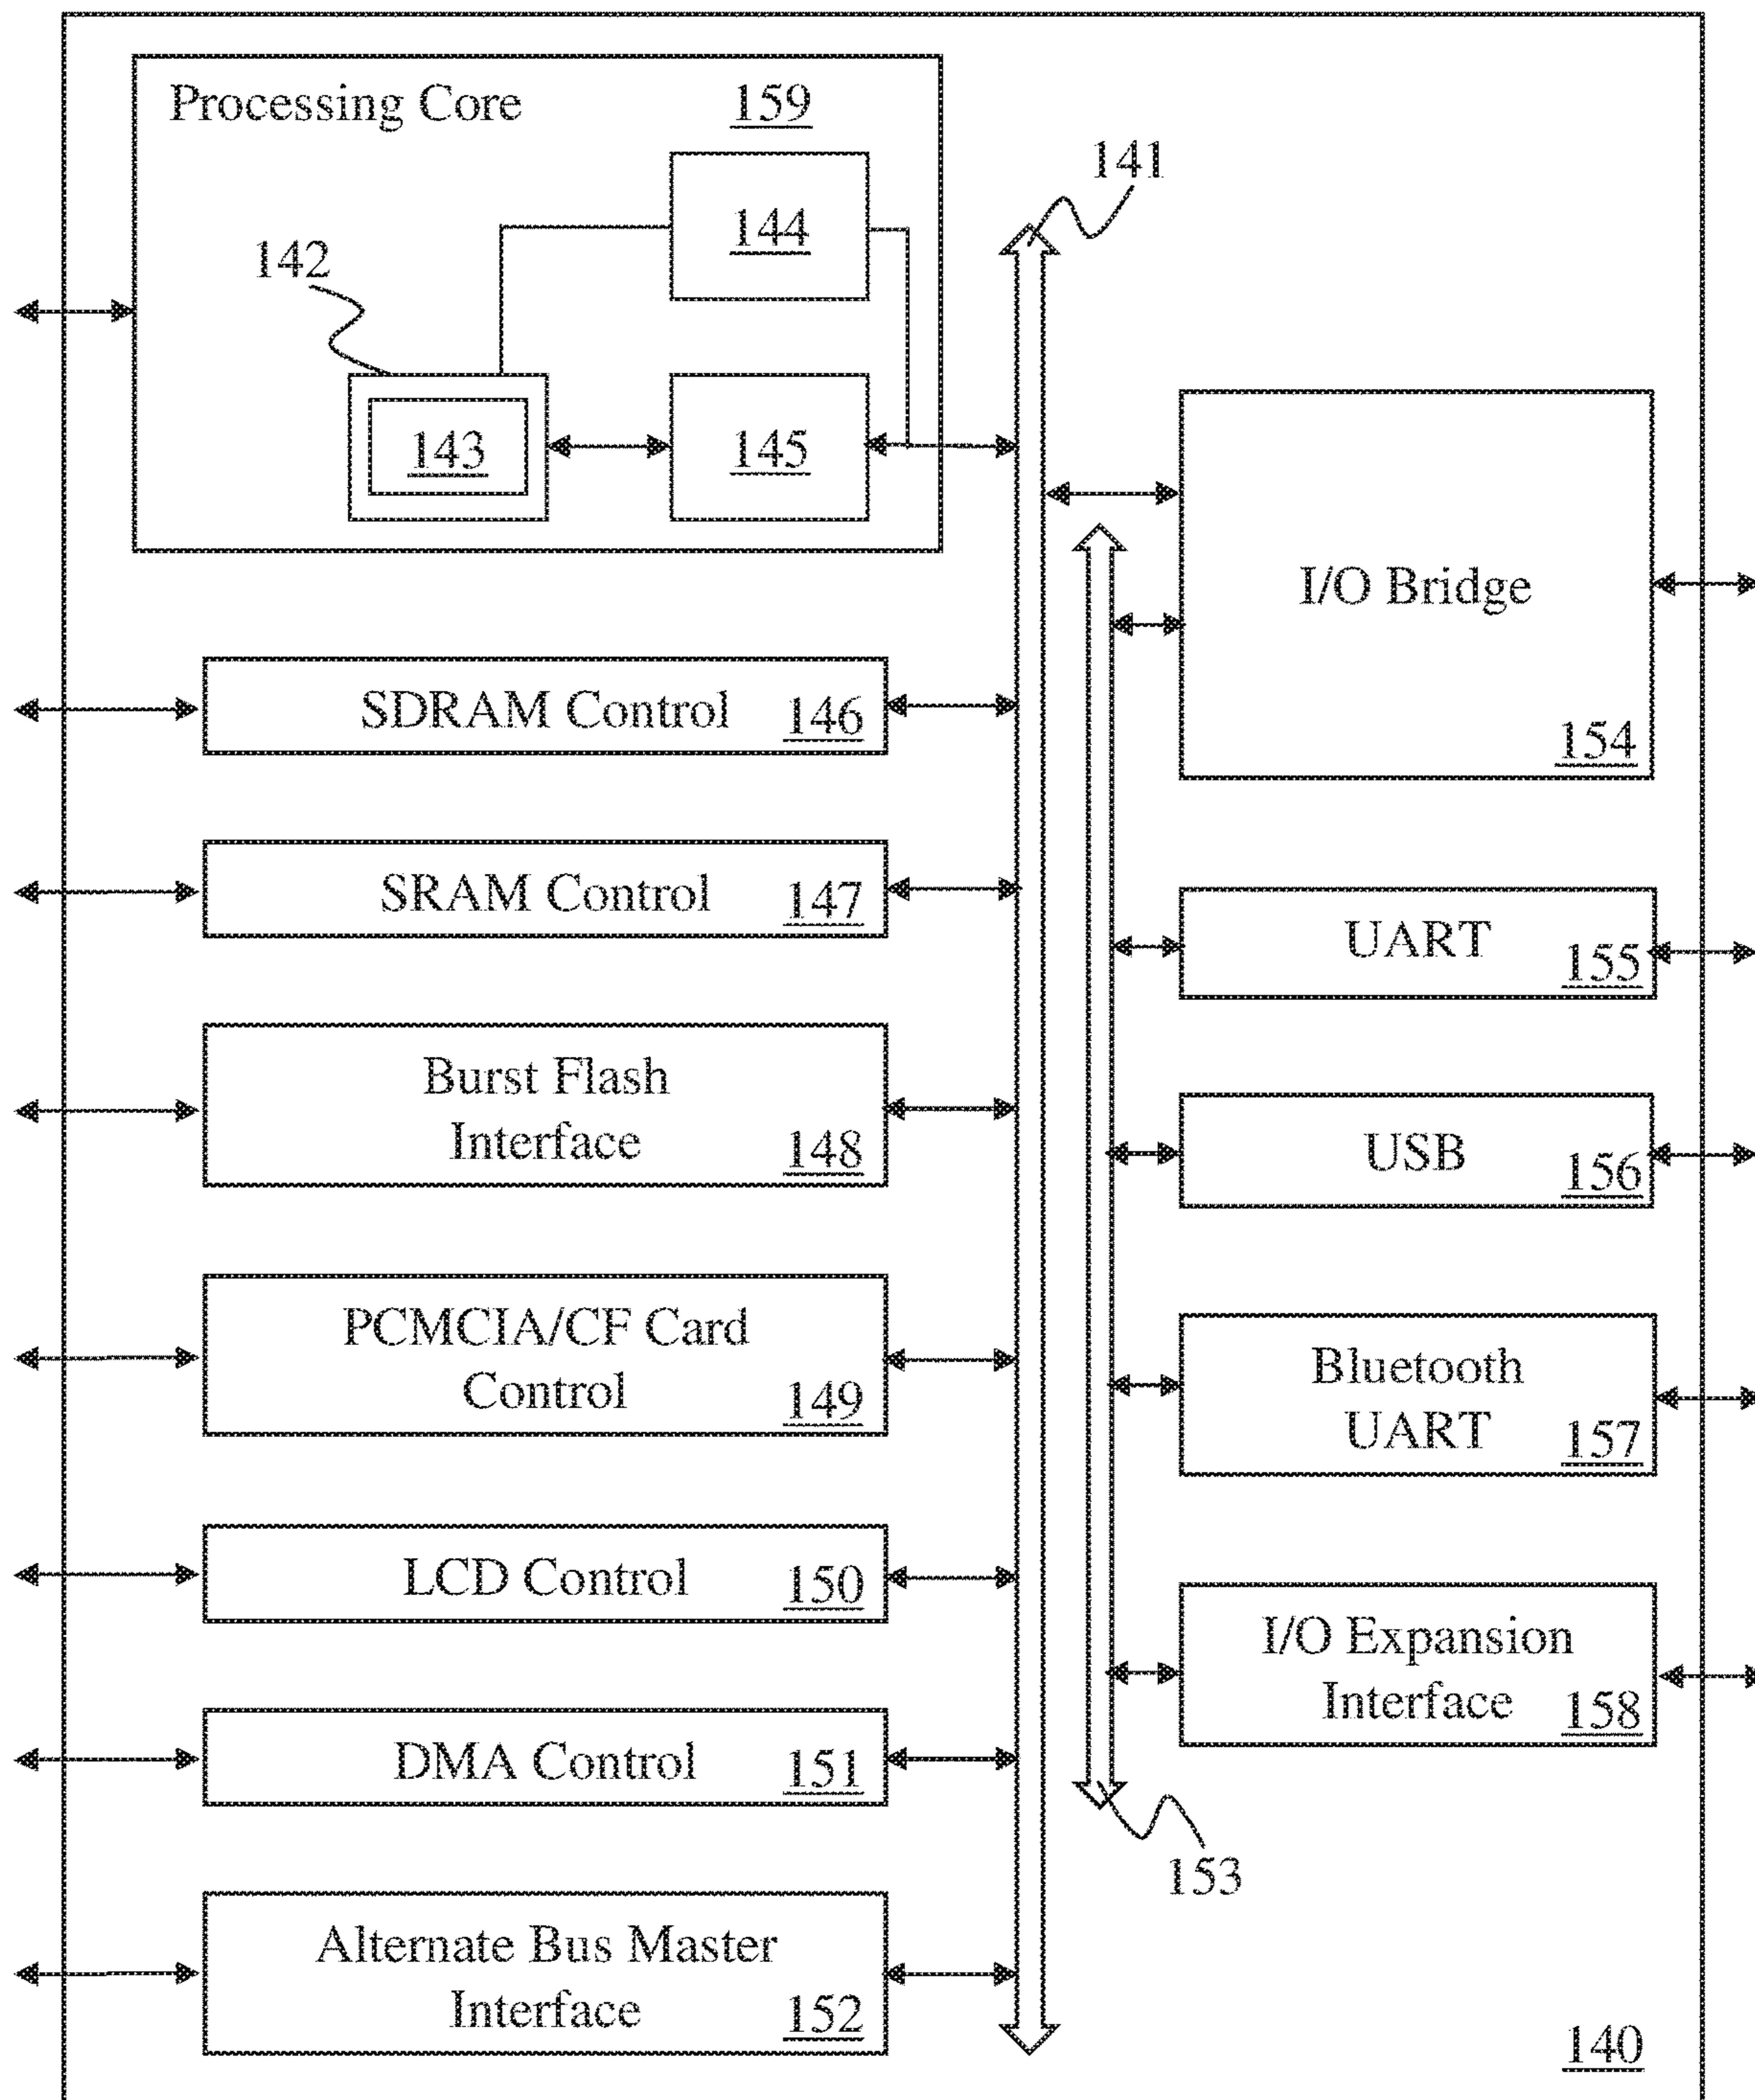 Processing Core 159
141
144
142
143
145
I/O Bridge
154
SDRAM Control 146
SRAM Control 147
UART 155
Burst Flash
Interface 148
USB 156
PCMCIA/CF Card
Control 149
Bluetooth
UART 157
LCD Control 150
I/O Expansion
Interface 158
DMA Control 151
153
Alternate Bus Master
Interface 152
140